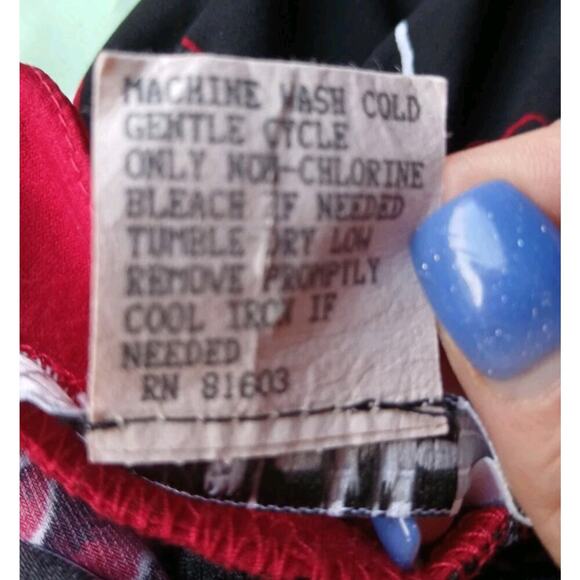 MACHINE WASH COLD
GENTLE CYCLE
ONLY NON-CHLORINE
BLEACH IF NEEDED
TUMBLE DRY LOW
REMOVE PROMPTLY
COOL IRON IF
NEEDED
RN 81603